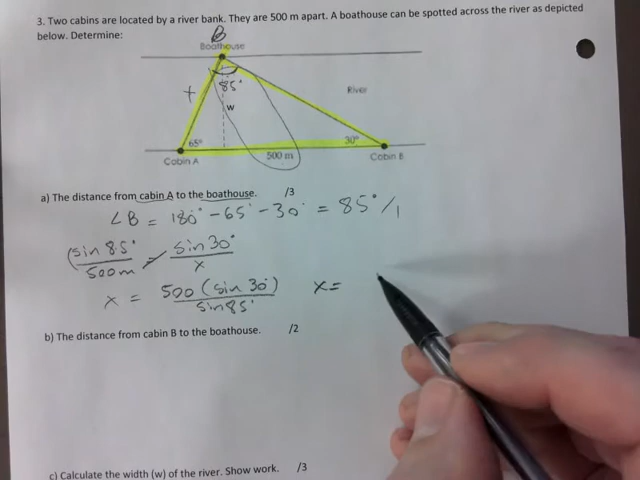 3. Two cabins are located by a river bank. They are 500 m apart. A boathouse can be spotted across the river as depicted
below. Determine:
B
Boathouse
x
85°
River
w
65°
30°
Cabin A
500 m
Cabin B
a) The distance from cabin A to the boathouse. /3
∠B = 180° - 65° - 30° = 85° /1
sin 85° / 500m = sin 30° / x
x = 500 (sin 30°) / sin 85° x =
b) The distance from cabin B to the boathouse. /2
c) Calculate the width (w) of the river. Show work. /3